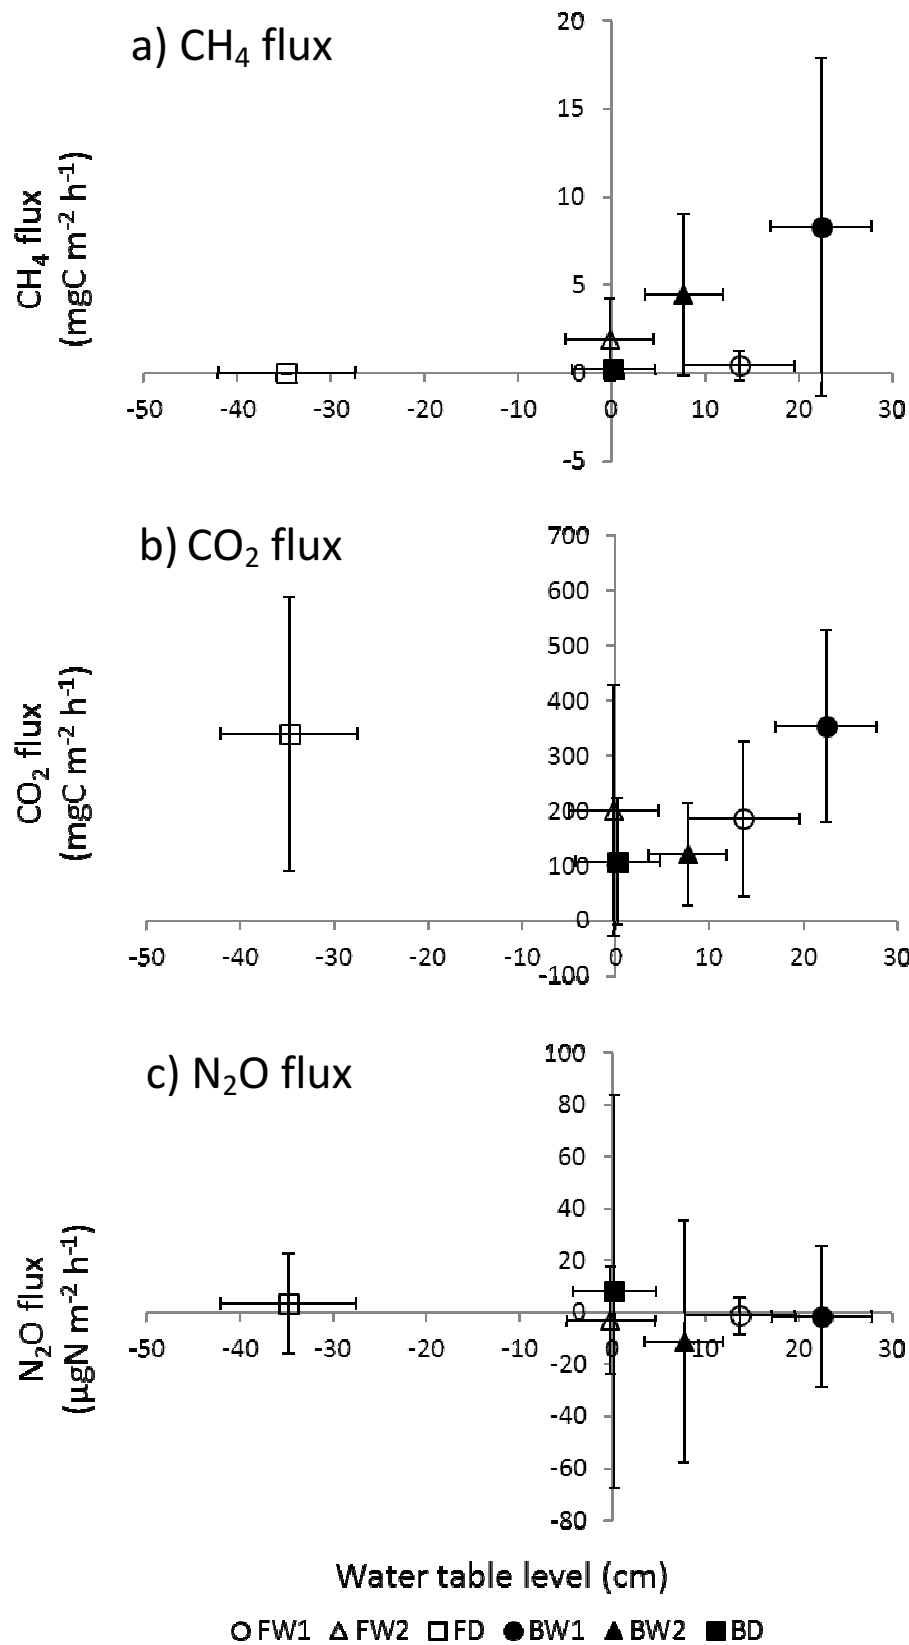 a) CH₄ flux
20
15
10
5
0
-5
-50 -40 -30 -20 -10 0 10 20 30
CH₄ flux
(mgC m⁻² h⁻¹)
b) CO₂ flux
700
600
500
400
300
200
100
0
-100
-50 -40 -30 -20 -10 0 10 20 30
CO₂ flux
(mgC m⁻² h⁻¹)
c) N₂O flux
100
80
60
40
20
0
-20
-40
-60
-80
-50 -40 -30 -20 -10 0 10 20 30
N₂O flux
(µgN m⁻² h⁻¹)
Water table level (cm)
FW1 FW2 FD BW1 BW2 BD